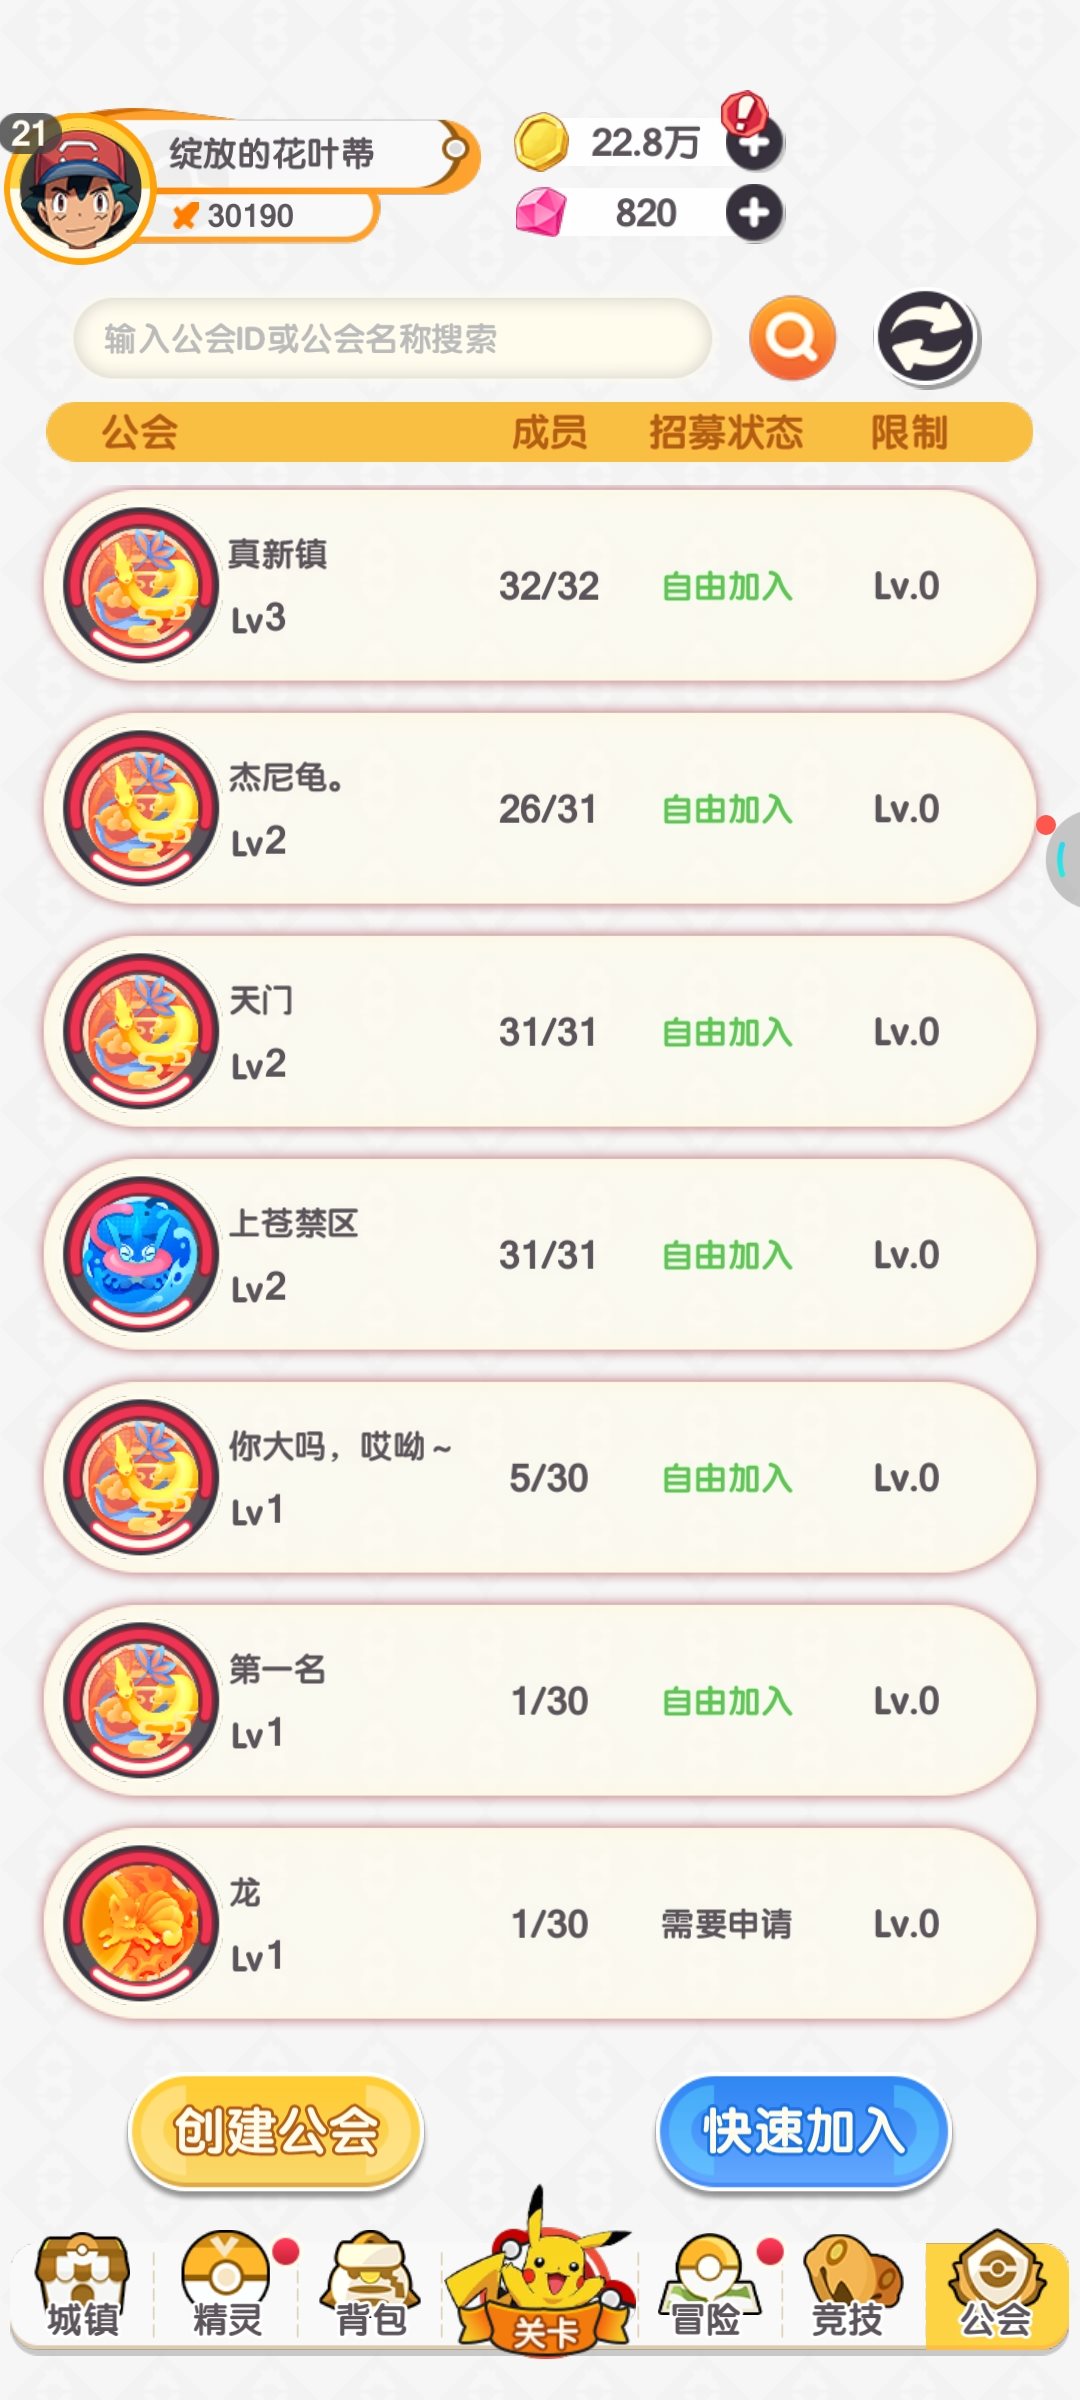 21
绽放的花叶蒂
30190
22.8万
820
输入公会ID或公会名称搜索
公会 成员 招募状态 限制
真新镇
Lv3
32/32 自由加入 Lv.0
杰尼龟。
Lv2
26/31 自由加入 Lv.0
天门
Lv2
31/31 自由加入 Lv.0
上苍禁区
Lv2
31/31 自由加入 Lv.0
你大吗，哎呦~
Lv1
5/30 自由加入 Lv.0
第一名
Lv1
1/30 自由加入 Lv.0
龙
Lv1
1/30 需要申请 Lv.0
创建公会 快速加入
城镇 精灵 背包 关卡 冒险 竞技 公会